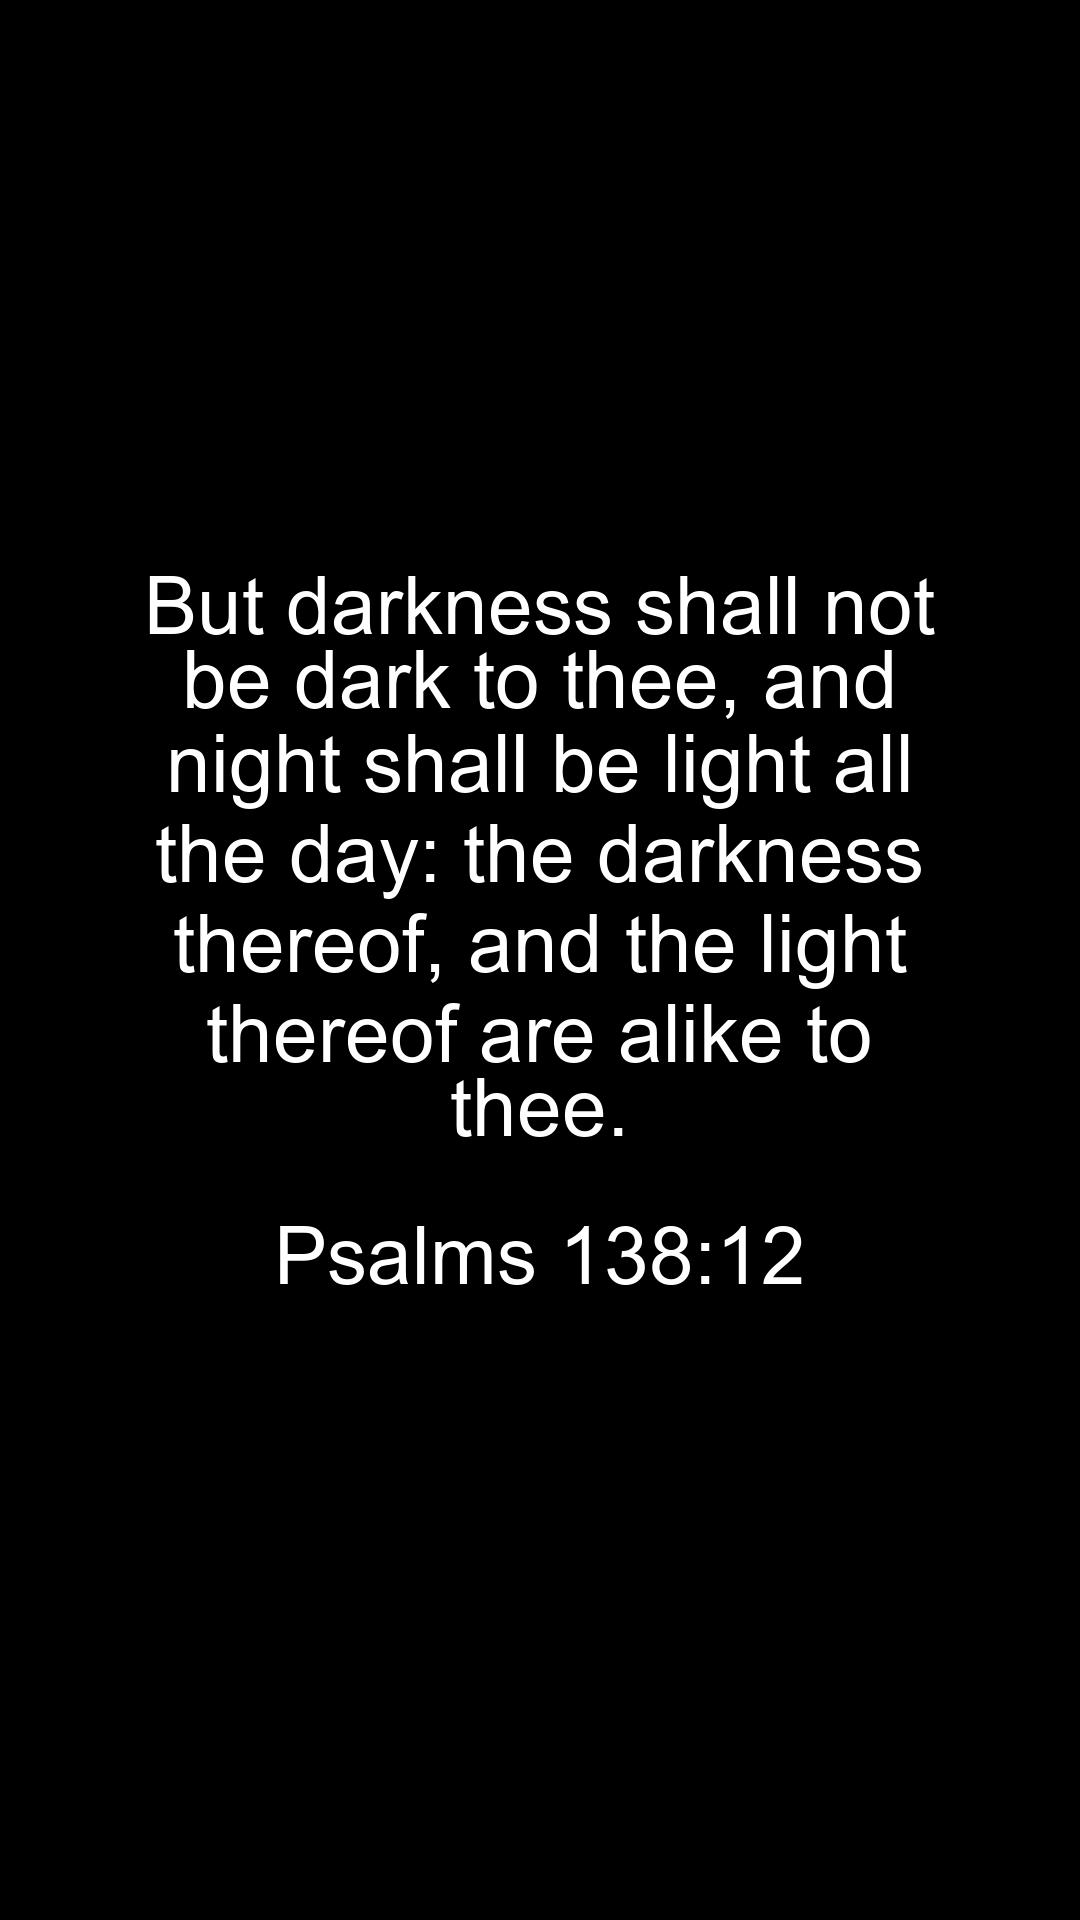 But darkness shall not
be dark to thee, and
night shall be light all
the day: the darkness
thereof, and the light
thereof are alike to
thee.
Psalms 138:12